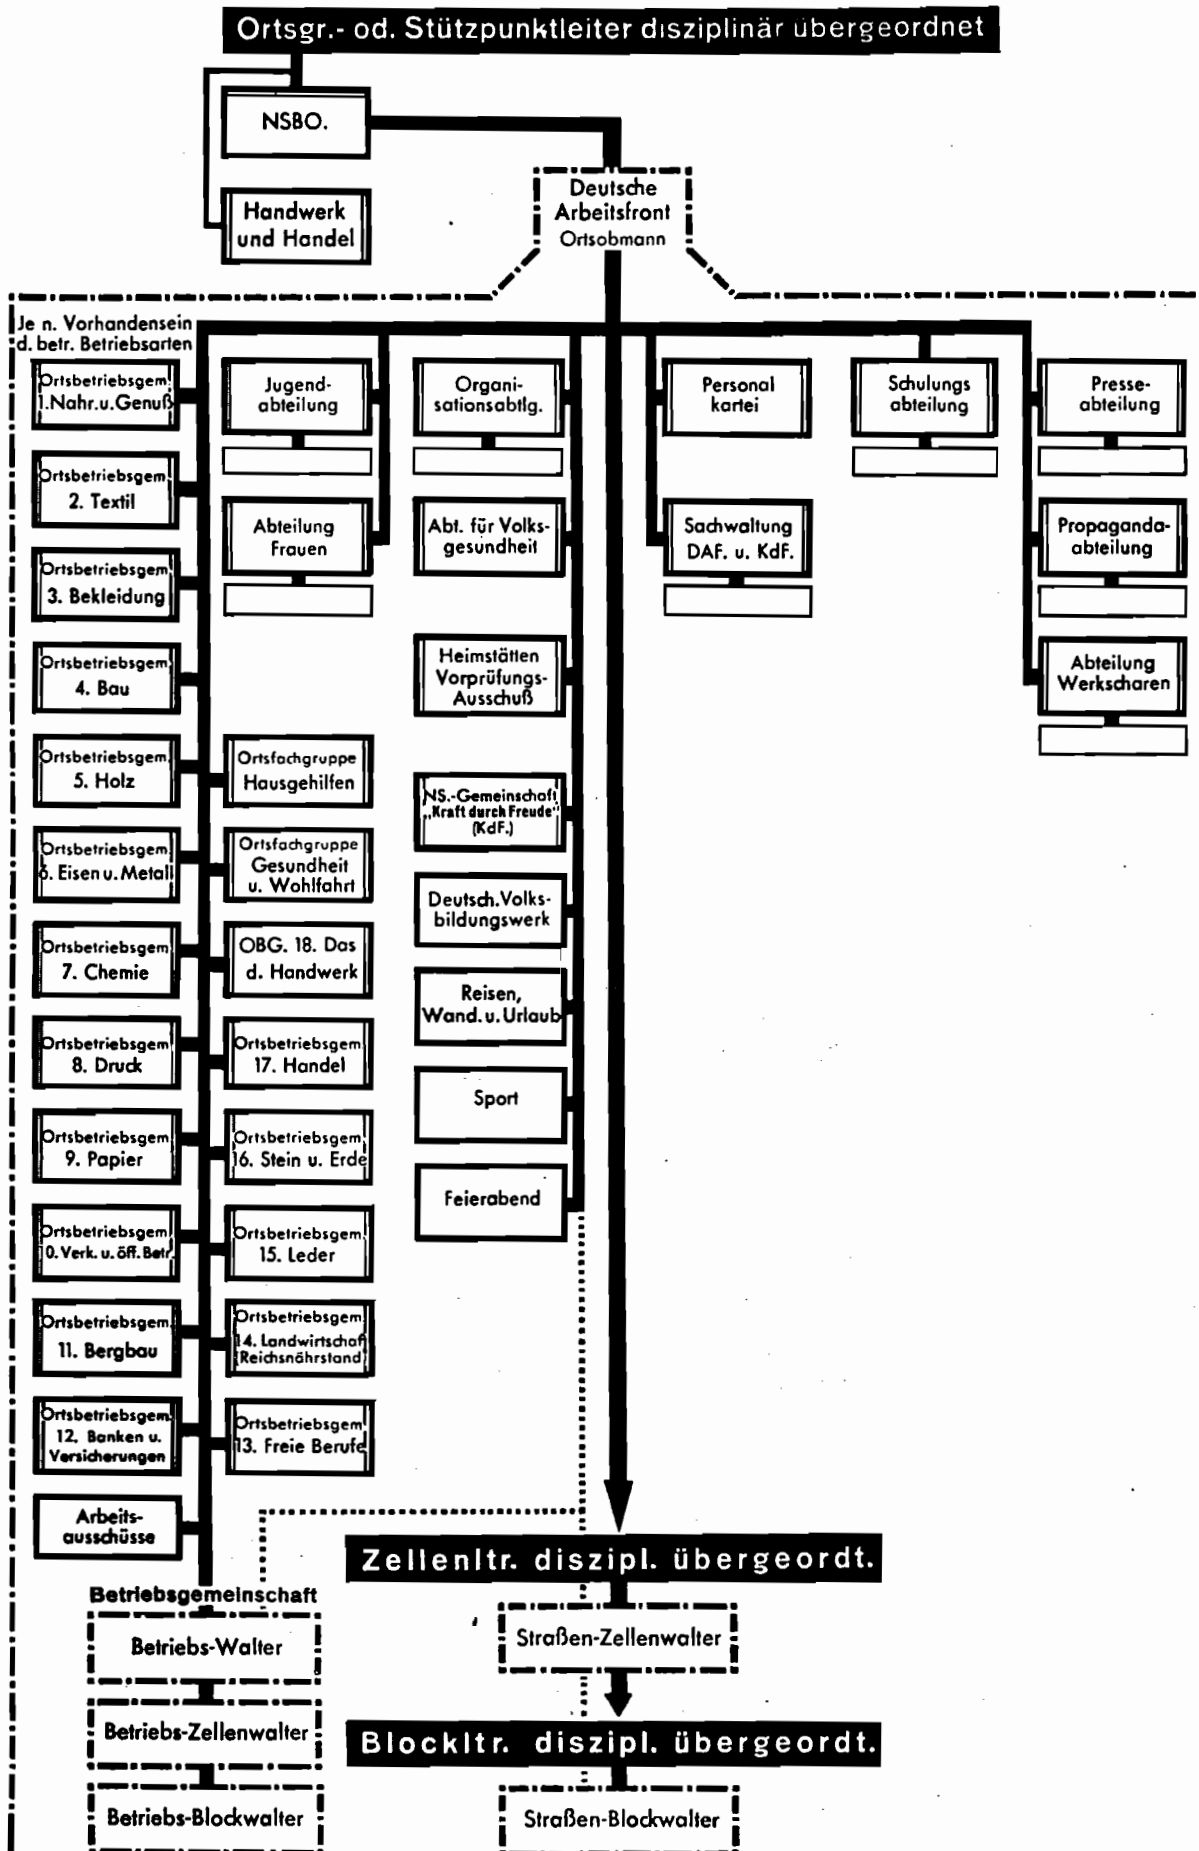 Ortsgr.- od. Stützpunktleiter disziplinär übergeordnet
NSBO.
Handwerk
und Handel
Deutsche
Arbeitsfront
Ortsobmann
Je n. Vorhandensein
d. betr. Betriebsarten
Ortsbetriebsgem.
1.Nahr.u.Genuß
Ortsbetriebsgem.
2. Textil
Ortsbetriebsgem.
3. Bekleidung
Ortsbetriebsgem.
4. Bau
Ortsbetriebsgem.
5. Holz
Ortsbetriebsgem.
6. Eisen u. Metall
Ortsbetriebsgem.
7. Chemie
Ortsbetriebsgem.
8. Druck
Ortsbetriebsgem.
9. Papier
Ortsbetriebsgem.
0. Verk. u. öff. Betr.
Ortsbetriebsgem.
11. Bergbau
Ortsbetriebsgem.
12. Banken u.
Versicherungen
Arbeits-
ausschüsse
Jugend-
abteilung
Abteilung
Frauen
Ortsfachgruppe
Hausgehilfen
Ortsfachgruppe
Gesundheit
u. Wohlfahrt
OBG. 18. Das
d. Handwerk
Ortsbetriebsgem.
17. Handel
Ortsbetriebsgem.
16. Stein u. Erde
Ortsbetriebsgem.
15. Leder
Ortsbetriebsgem.
14. Landwirtschaf
(Reichsnährstand)
Ortsbetriebsgem.
13. Freie Berufe
Organi-
sationsabtlg.
Abt. für Volks-
gesundheit
Heimstätten
Vorprüfungs-
Ausschuß
NS.-Gemeinschaft
„Kraft durch Freude"
(KdF.)
Deutsch.Volks-
bildungswerk
Reisen,
Wand. u. Urlaub
Sport
Feierabend
Personal
kartei
Sachwaltung
DAF. u. KdF.
Schulungs
abteilung
Presse-
abteilung
Propaganda-
abteilung
Abteilung
Werkscharen
Betriebsgemeinschaft
Betriebs-Walter
Betriebs-Zellenwalter
Betriebs-Blockwalter
Zellenltr. diszipl. übergeordt.
Straßen-Zellenwalter
Blockltr. diszipl. übergeordt.
Straßen-Blockwalter